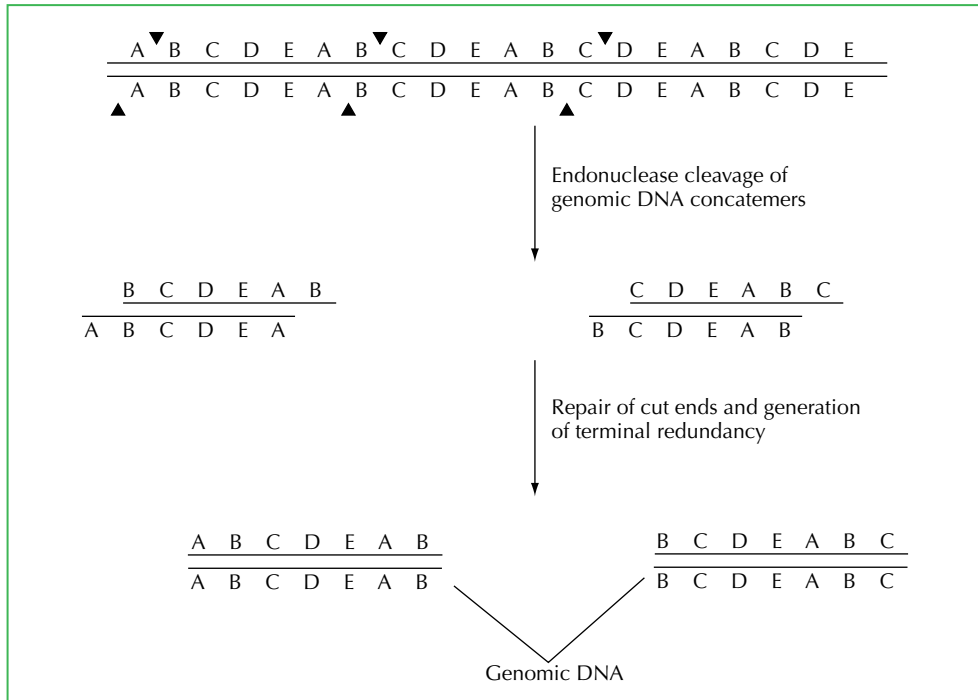 A B C D E A B C D E A B C D E A B C D E
A B C D E A B C D E A B C D E A B C D E
Endonuclease cleavage of
genomic DNA concatemers
B C D E A B
A B C D E A
C D E A B C
B C D E A B
Repair of cut ends and generation
of terminal redundancy
A B C D E A B
A B C D E A B
B C D E A B C
B C D E A B C
Genomic DNA